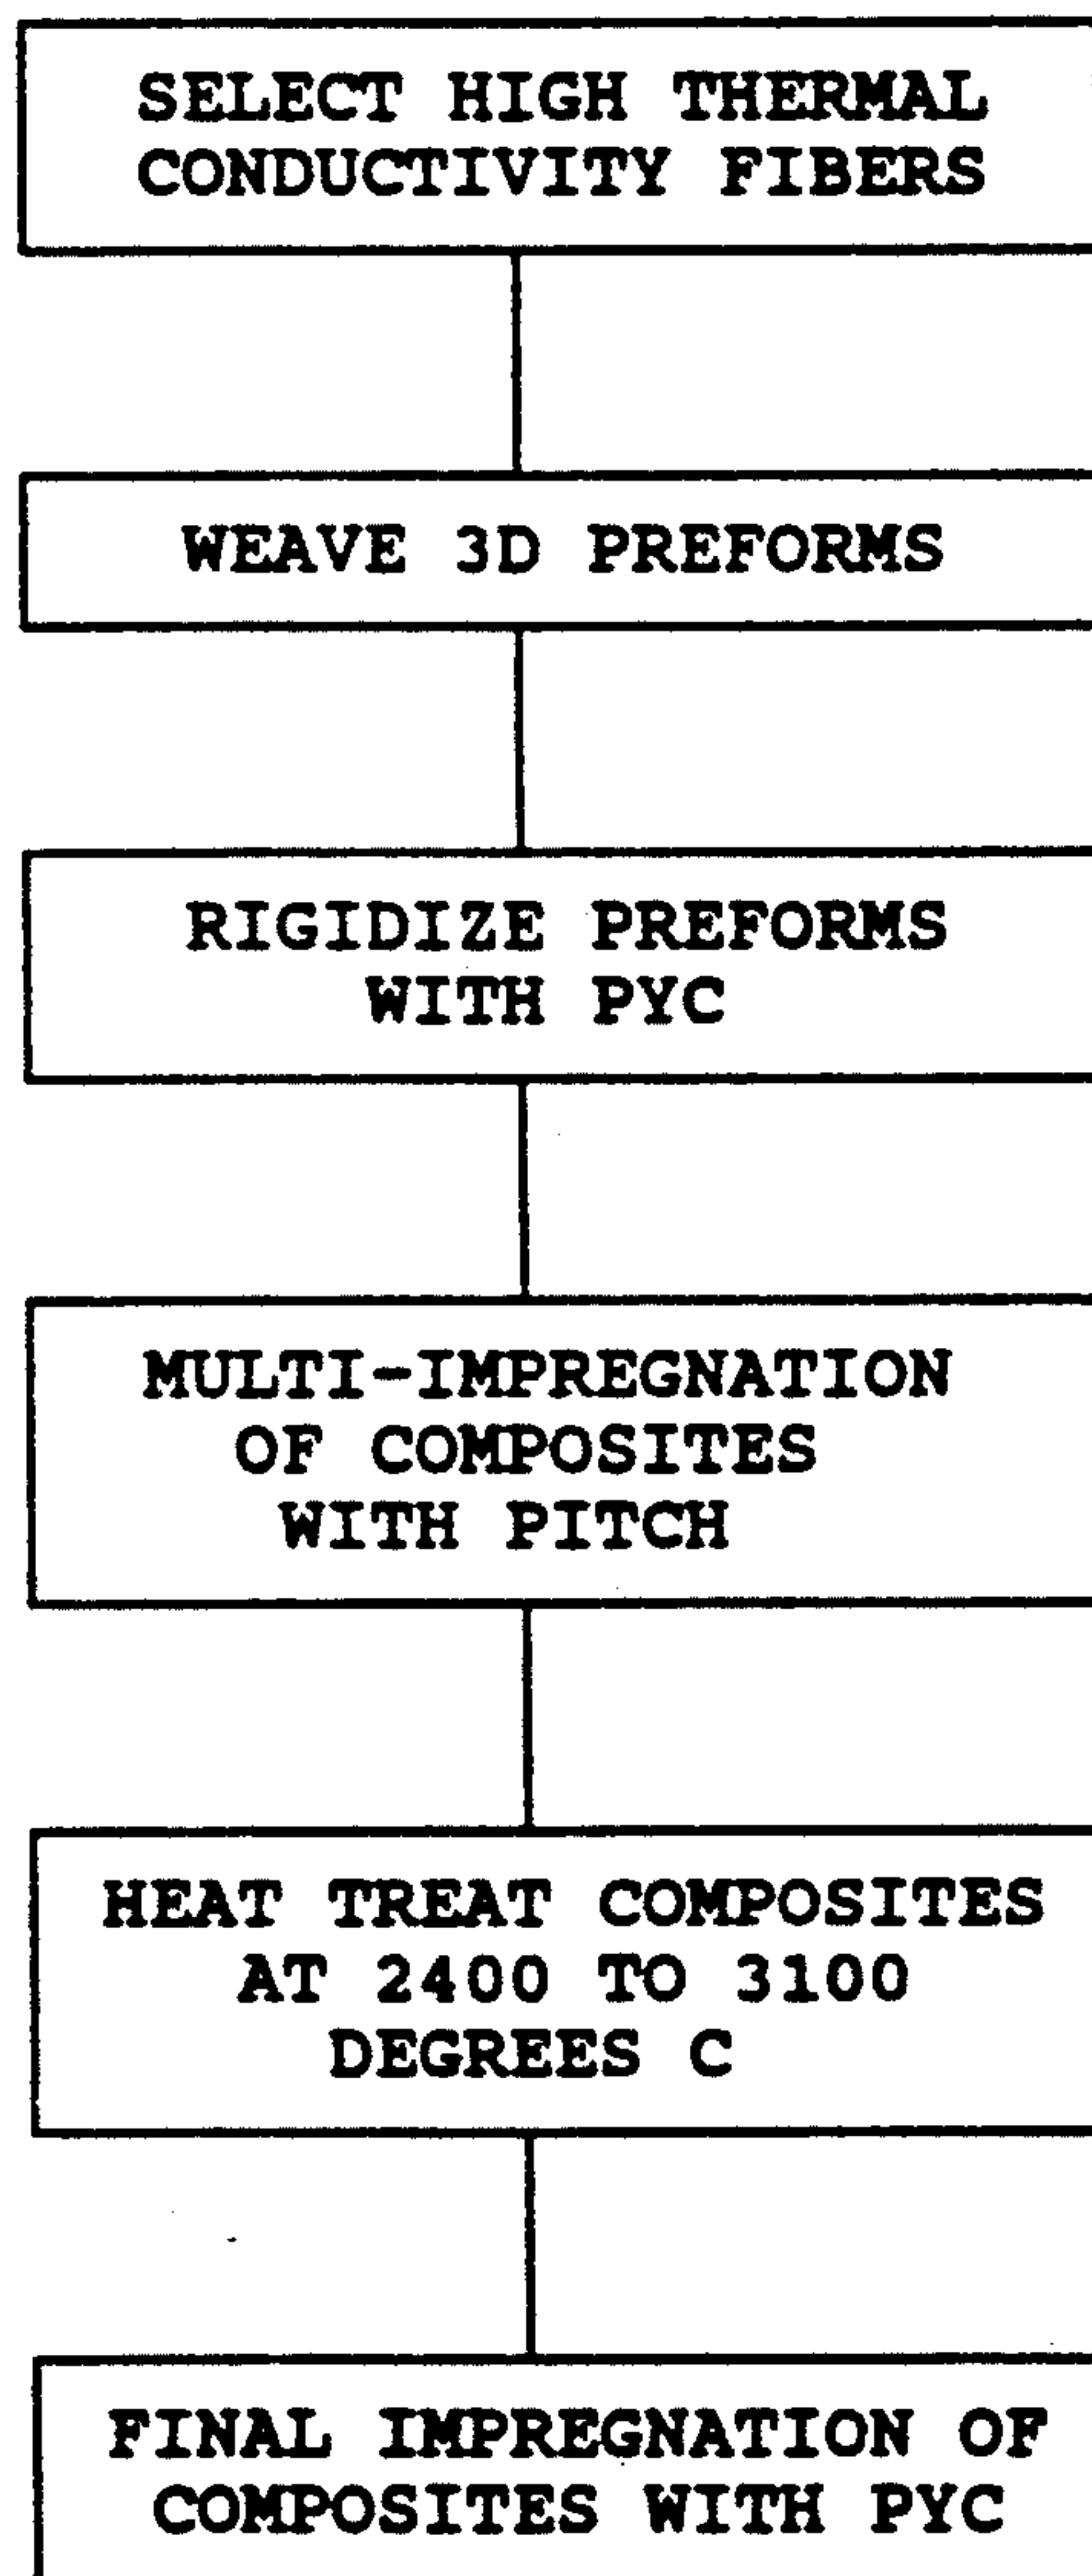 SELECT HIGH THERMAL
CONDUCTIVITY FIBERS
WEAVE 3D PREFORMS
RIGIDIZE PREFORMS
WITH PYC
MULTI-IMPREGNATION
OF COMPOSITES
WITH PITCH
HEAT TREAT COMPOSITES
AT 2400 TO 3100
DEGREES C
FINAL IMPREGNATION OF
COMPOSITES WITH PYC